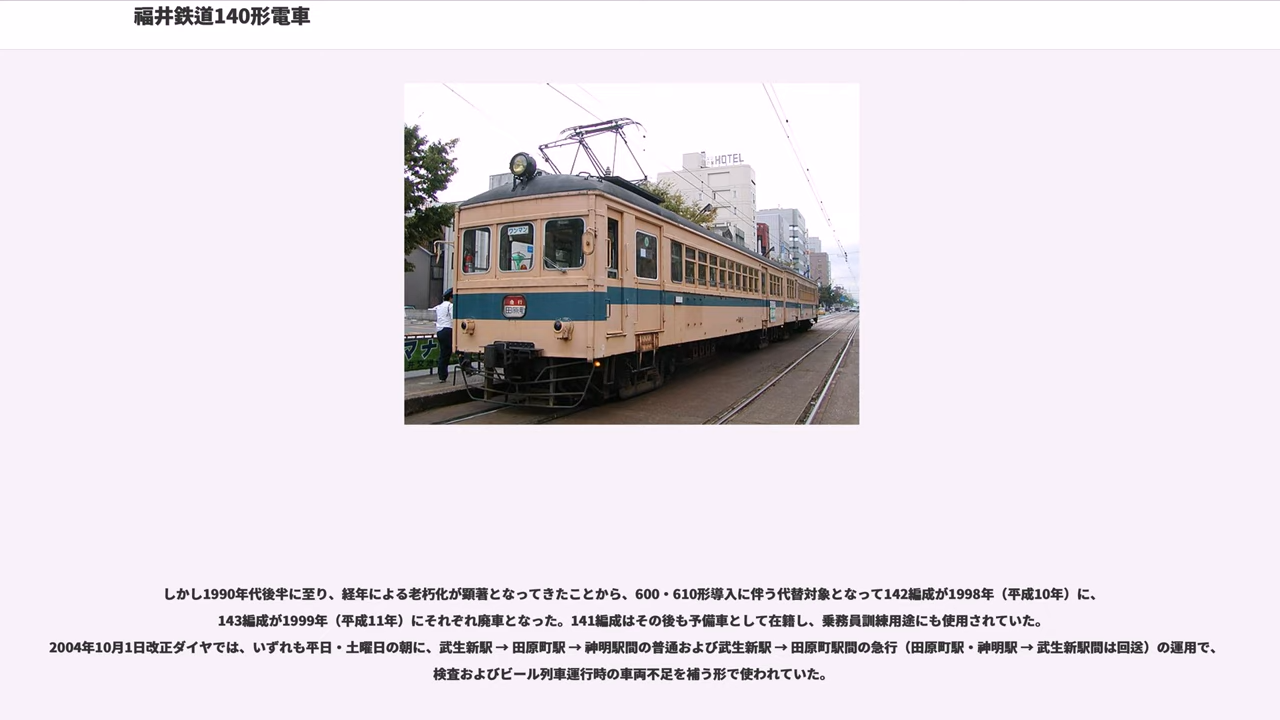 福井鉄道140形電車
HOTEL
ワンマン
急行
マナ
しかし1990年代後半に至り、経年による老朽化が顕著となってきたことから、600・610形導入に伴う代替対象となって142編成が1998年（平成10年）に、
143編成が1999年（平成11年）にそれぞれ廃車となった。141編成はその後も予備車として在籍し、乗務員訓練用途にも使用されていた。
2004年10月1日改正ダイヤでは、いずれも平日・土曜日の朝に、武生新駅 → 田原町駅 → 神明駅間の普通および武生新駅 → 田原町駅間の急行（田原町駅・神明駅 → 武生新駅間は回送）の運用で、
検査およびビール列車運行時の車両不足を補う形で使われていた。